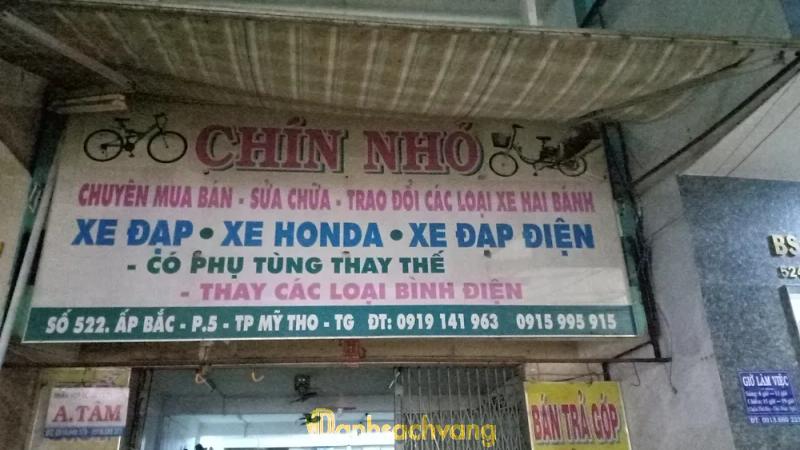 CHÍN NHỎ
CHUYÊN MUA BÁN - SỬA CHỮA - TRAO ĐỔI CÁC LOẠI XE HAI BÁNH
XE ĐẠP • XE HONDA • XE ĐẠP ĐIỆN
- CÓ PHỤ TÙNG THAY THẾ
- THAY CÁC LOẠI BÌNH ĐIỆN
SỐ 522. ẤP BẮC - P.5 - TP MỸ THO - TG ĐT: 0919 141 963 0915 995 915
BS
A.TÂM
BÁN TRẢ GÓP
GIỜ LÀM VIỆC
Danhsachvang